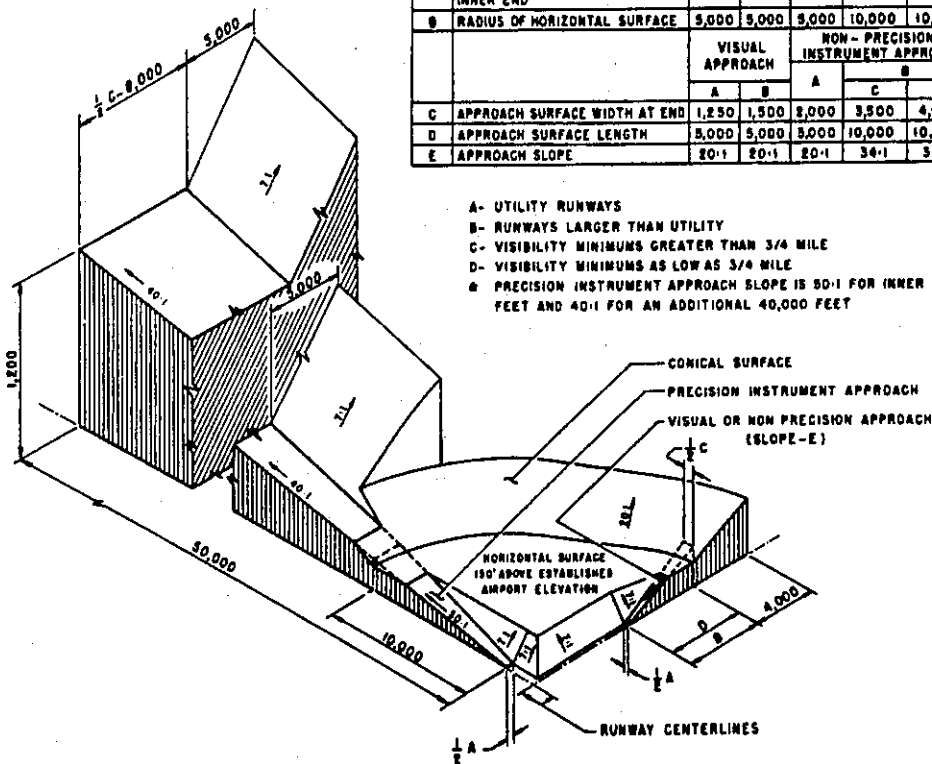 INNER END
B RADIUS OF HORIZONTAL SURFACE 5,000 5,000 5,000 10,000 10,
VISUAL APPROACH
NON-PRECISION
INSTRUMENT APPRO
A
B
A B C
C APPROACH SURFACE WIDTH AT END 1,250 1,500 2,000 3,500 4,
D APPROACH SURFACE LENGTH 5,000 5,000 5,000 10,000 10,
E APPROACH SLOPE 20:1 20:1 20:1 34:1 3
A- UTILITY RUNWAYS
B- RUNWAYS LARGER THAN UTILITY
C- VISIBILITY MINIMUMS GREATER THAN 3/4 MILE
D- VISIBILITY MINIMUMS AS LOW AS 3/4 MILE
* PRECISION INSTRUMENT APPROACH SLOPE IS 50:1 FOR INNER
FEET AND 40:1 FOR AN ADDITIONAL 40,000 FEET
5,000
1/2 C-8,000
7:1
40:1
5,000
1,200
7:1
40:1
CONICAL SURFACE
PRECISION INSTRUMENT APPROACH
VISUAL OR NON PRECISION APPROACH
(SLOPE-E)
1/2 C
20:1
50,000
HORIZONTAL SURFACE
150' ABOVE ESTABLISHED
AIRPORT ELEVATION
50:1
10,000
7:1
7:1
7:1
7:1
4,000
D
B
1/2 A
RUNWAY CENTERLINES
1/2 A